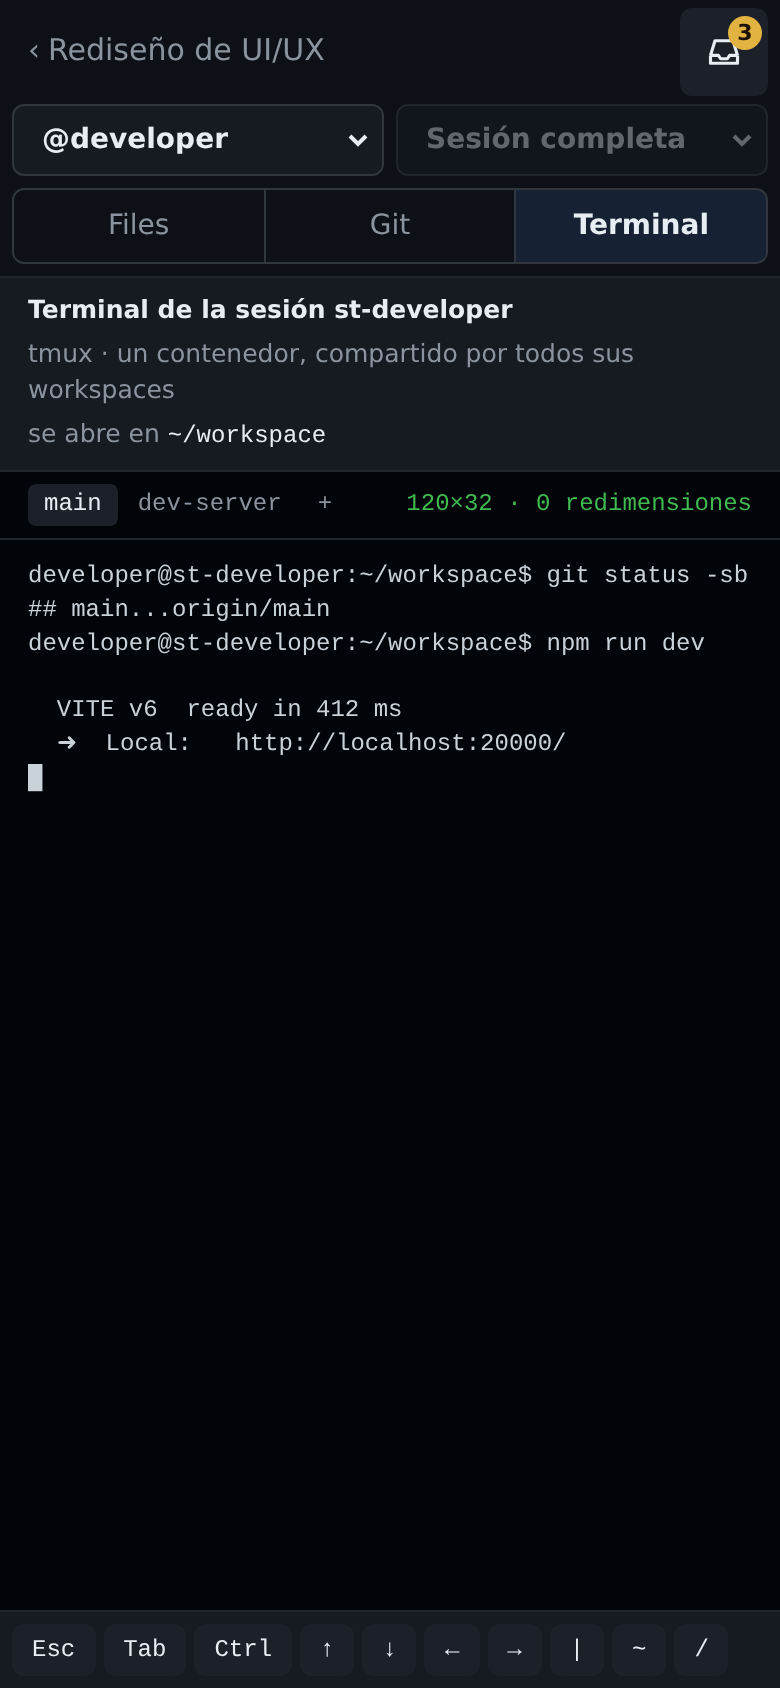 ‹ Rediseño de UI/UX
3
@developer
Sesión completa
Files
Git
Terminal
Terminal de la sesión st-developer
tmux · un contenedor, compartido por todos sus
workspaces
se abre en ~/workspace
main dev-server + 120×32 · 0 redimensiones
developer@st-developer:~/workspace$ git status -sb
## main...origin/main
developer@st-developer:~/workspace$ npm run dev
VITE v6  ready in 412 ms
➜  Local:   http://localhost:20000/
Esc Tab Ctrl ↑ ↓ ← → | ~ /